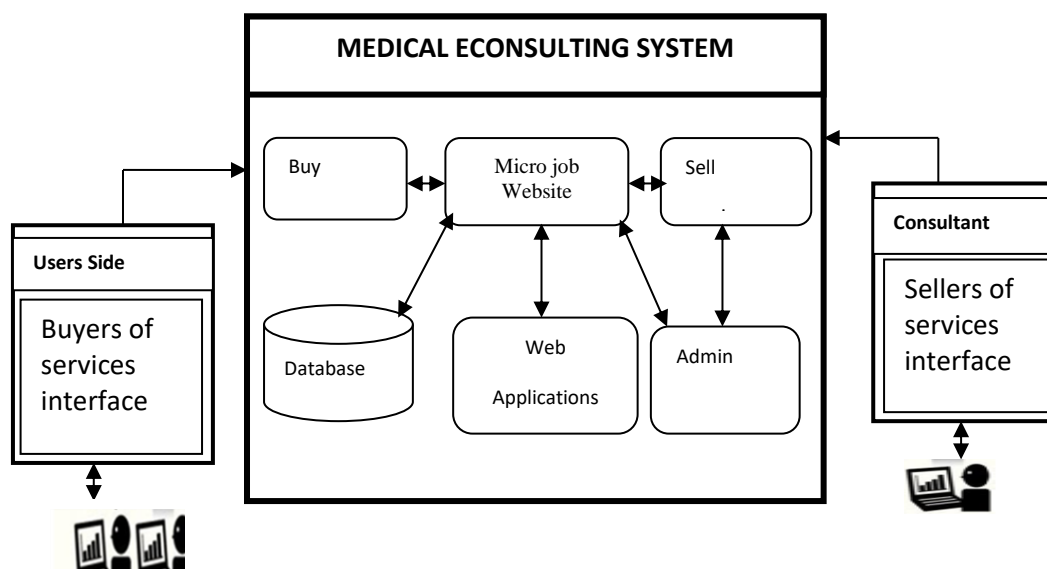 MEDICAL ECONSULTING SYSTEM
Buy
Micro job
Website
Sell
.
Users Side
Buyers of
services
interface
Consultant
Sellers of
services
interface
Database
Web
Applications
Admin